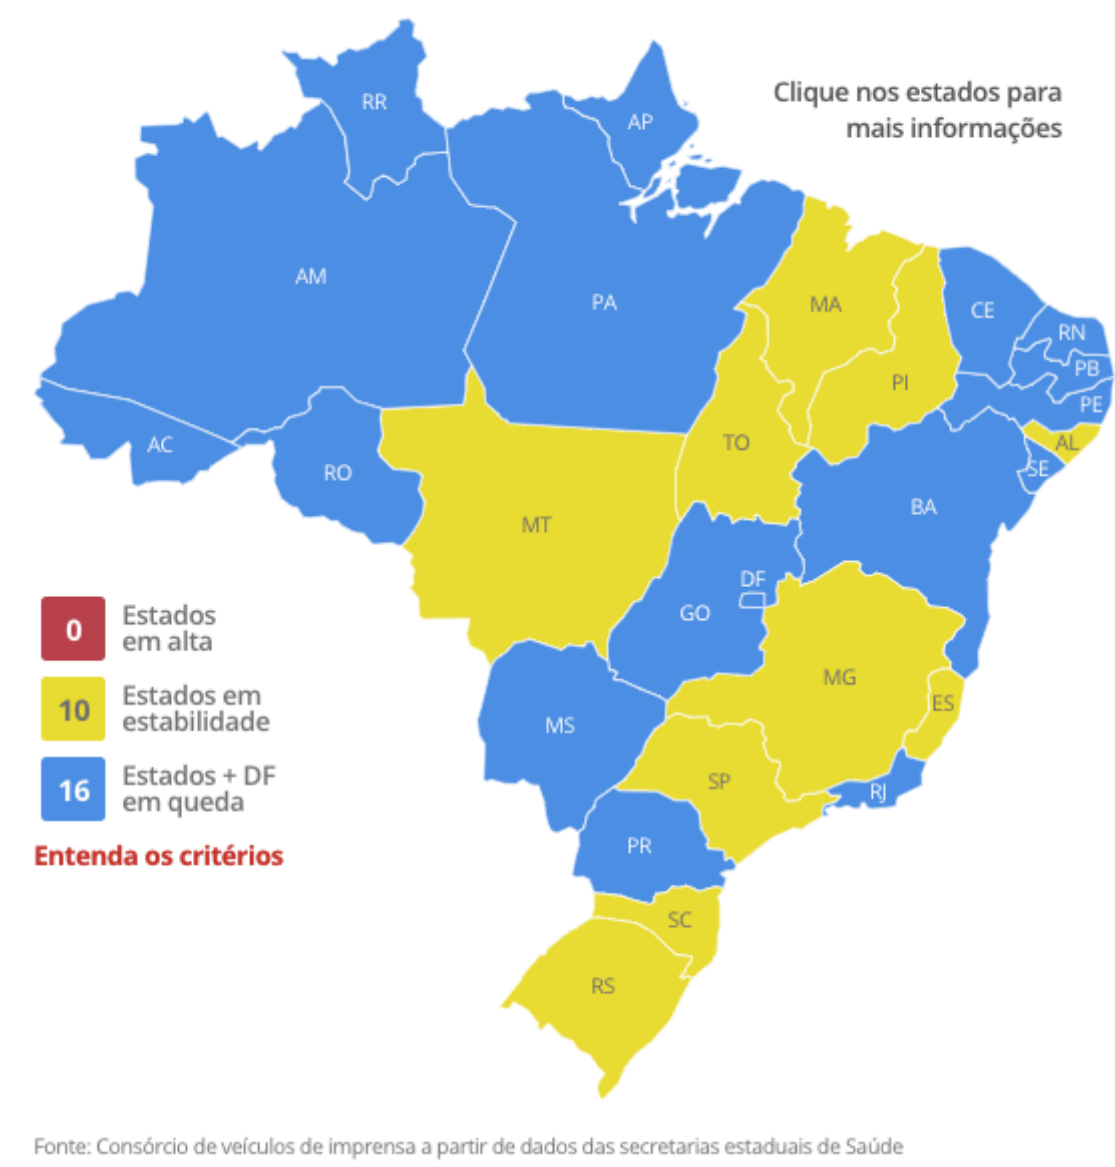 Clique nos estados para
mais informações
RR
AP
AM
PA
MA
CE
RN
PB
PI
PE
AC
TO
AL
RO
SE
BA
MT
DF
GO
MG
ES
MS
SP
RJ
PR
SC
RS
0 Estados
em alta
10 Estados em
estabilidade
16 Estados + DF
em queda
Entenda os critérios
Fonte: Consórcio de veículos de imprensa a partir de dados das secretarias estaduais de Saúde